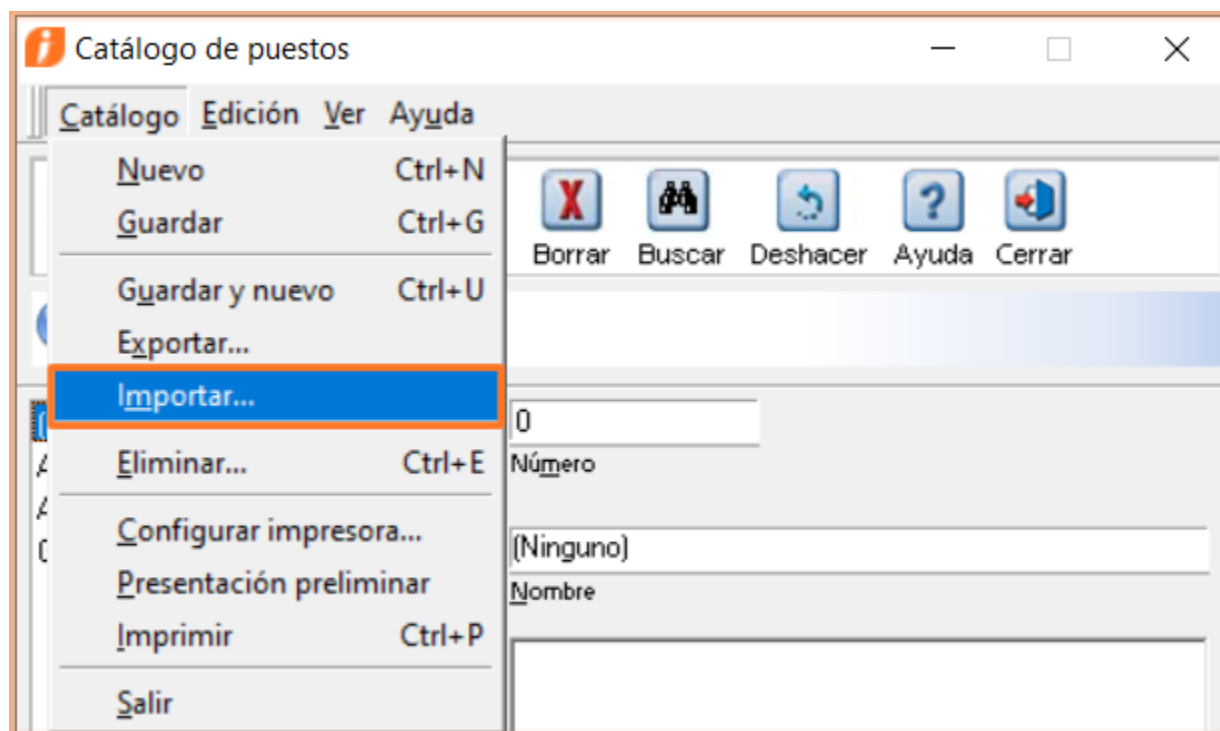 Catálogo de puestos
Catálogo Edición Ver Ayuda
Nuevo Ctrl+N
Guardar Ctrl+G
Guardar y nuevo Ctrl+U
Exportar...
Importar...
Eliminar... Ctrl+E
Configurar impresora...
Presentación preliminar
Imprimir Ctrl+P
Salir
Borrar Buscar Deshacer Ayuda Cerrar
0
Número
(Ninguno)
Nombre